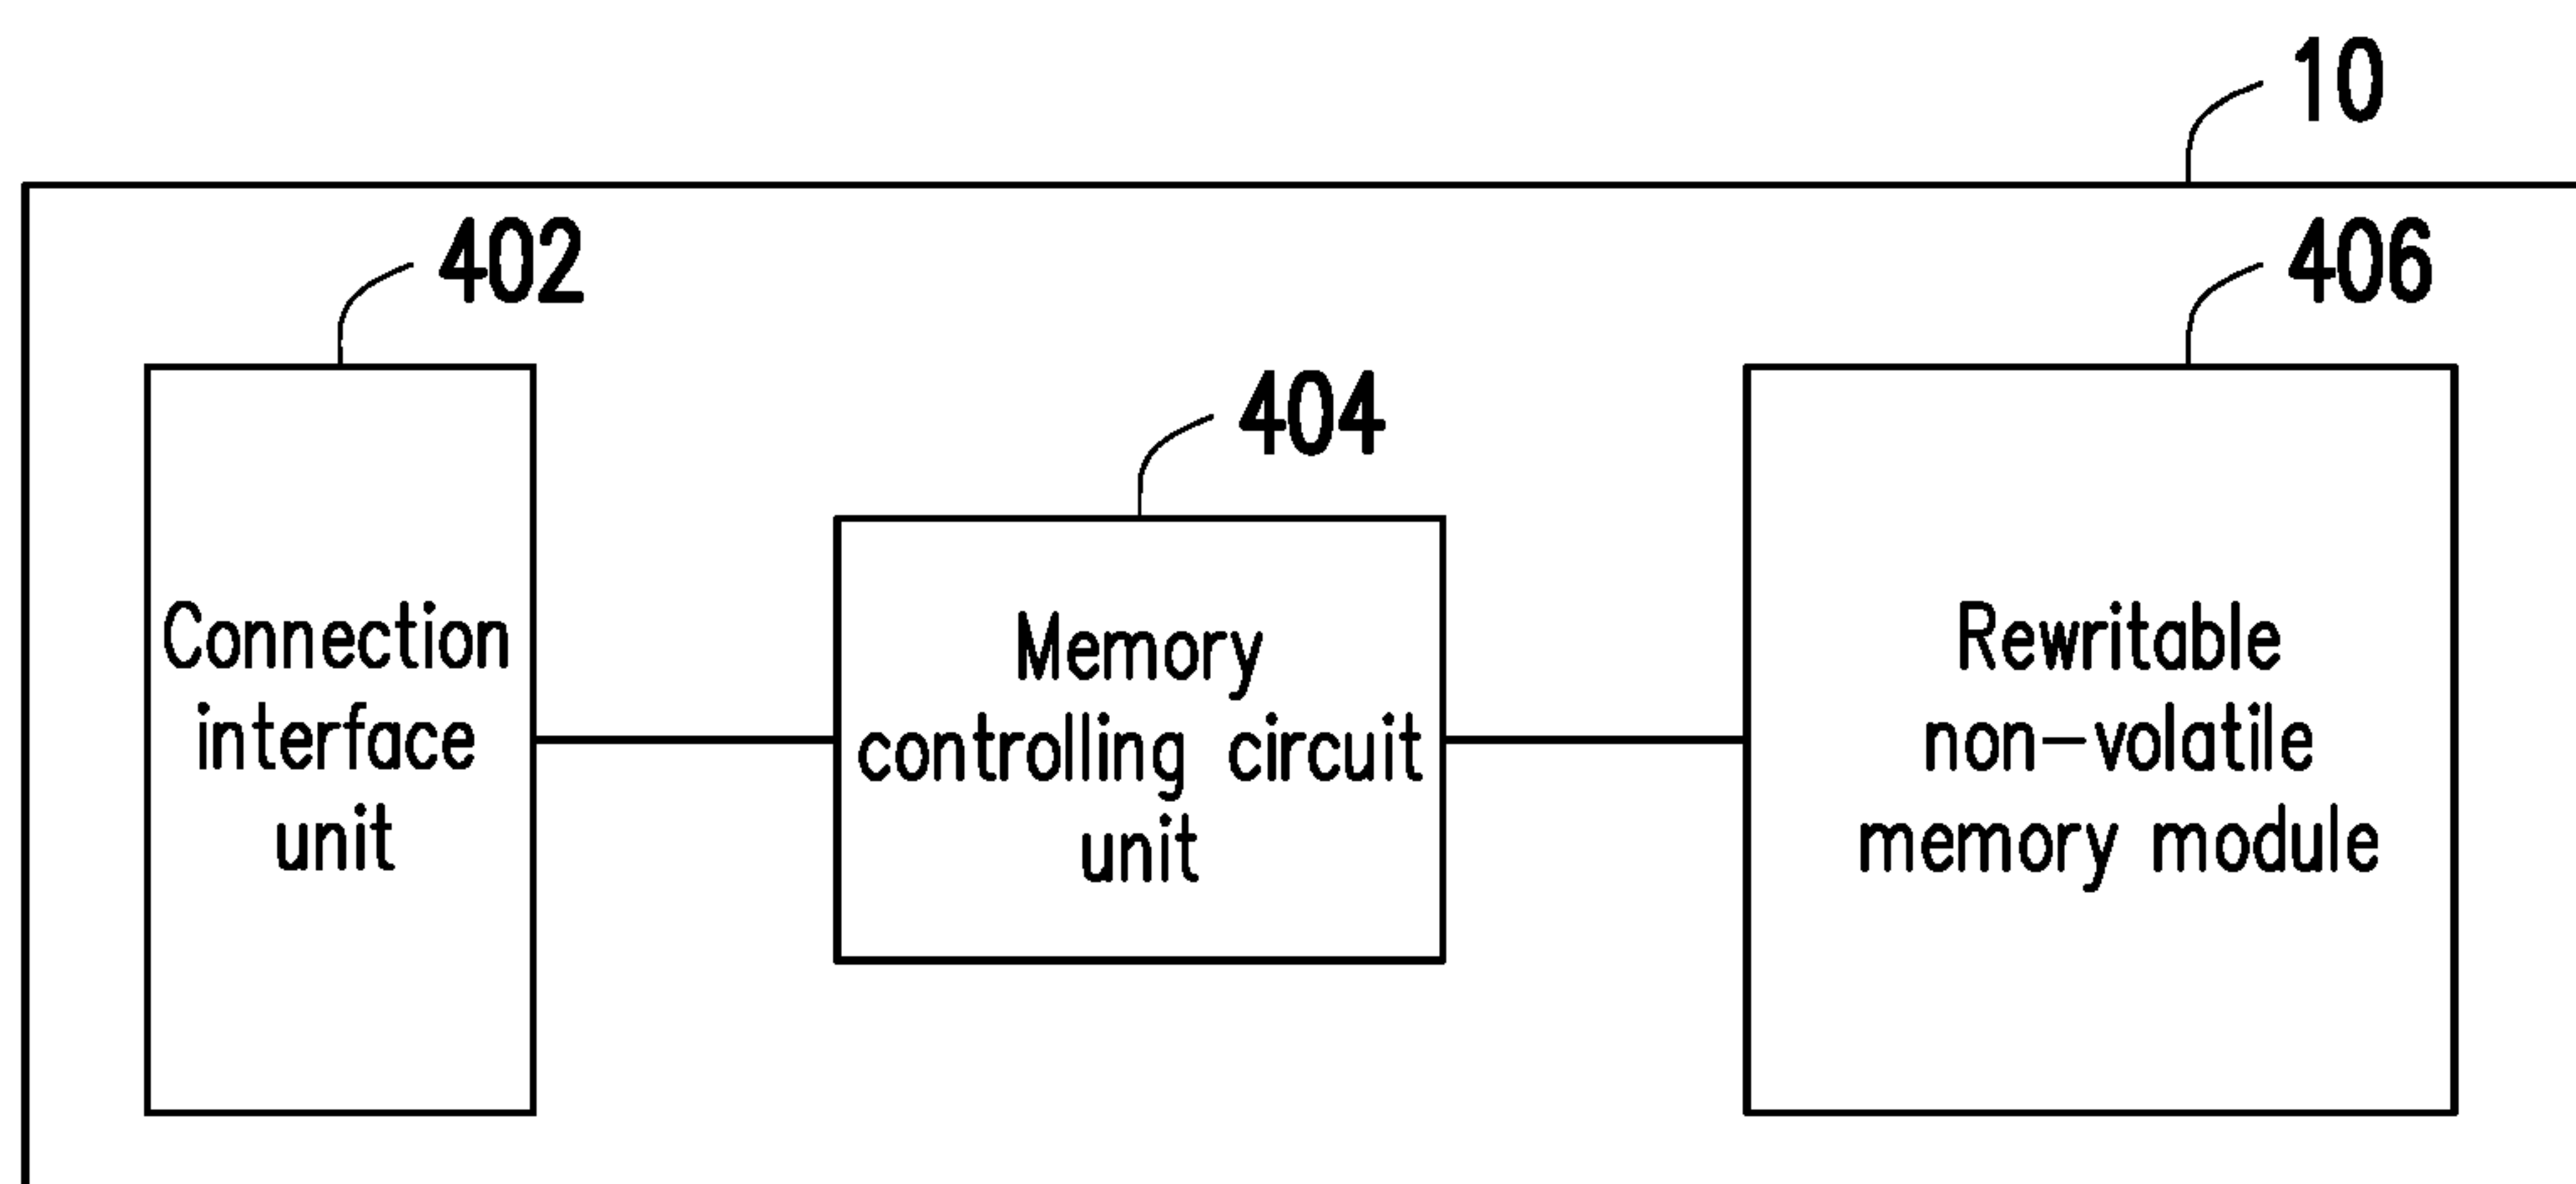 10
402
406
404
Connection
interface
unit
Memory
controlling circuit
unit
Rewritable
non-volatile
memory module